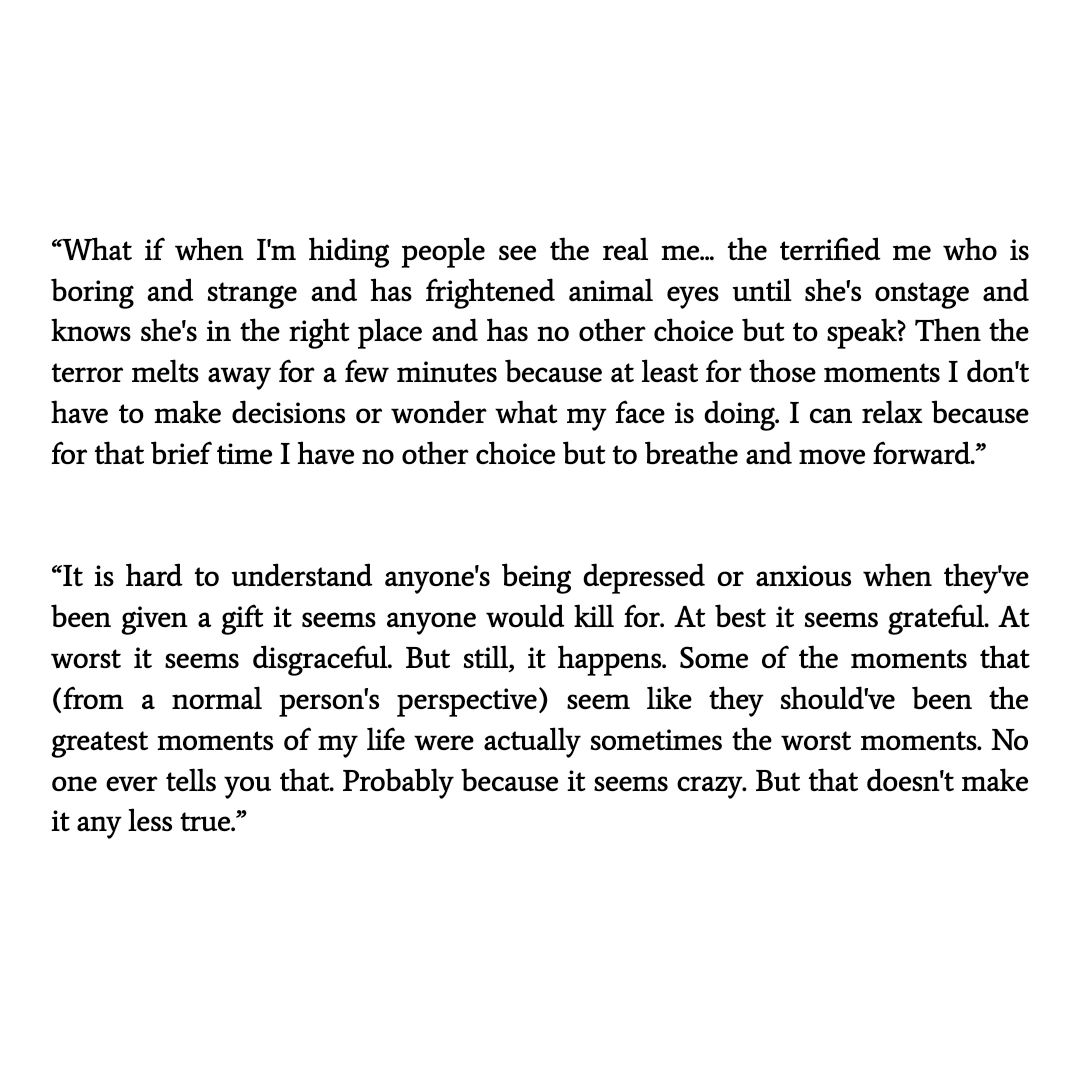 “What if when I'm hiding people see the real me... the terrified me who is
boring and strange and has frightened animal eyes until she's onstage and
knows she's in the right place and has no other choice but to speak? Then the
terror melts away for a few minutes because at least for those moments I don't
have to make decisions or wonder what my face is doing. I can relax because
for that brief time I have no other choice but to breathe and move forward.”
“It is hard to understand anyone's being depressed or anxious when they've
been given a gift it seems anyone would kill for. At best it seems grateful. At
worst it seems disgraceful. But still, it happens. Some of the moments that
(from a normal person's perspective) seem like they should've been the
greatest moments of my life were actually sometimes the worst moments. No
one ever tells you that. Probably because it seems crazy. But that doesn't make
it any less true.”